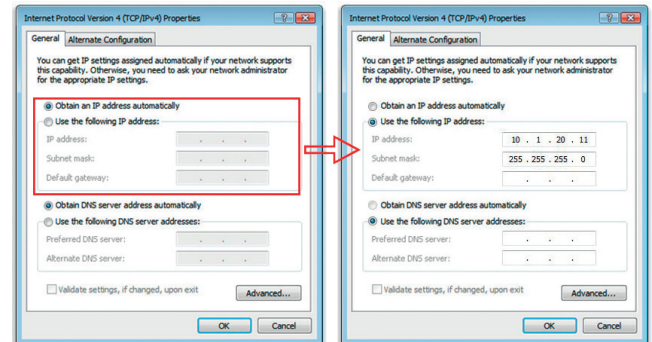 Internet Protocol Version 4 (TCP/IPv4) Properties
General
Alternate Configuration
You can get IP settings assigned automatically if your network supports
this capability. Otherwise, you need to ask your network administrator
for the appropriate IP settings.
Obtain an IP address automatically
Use the following IP address:
IP address:
Subnet mask:
Default gateway:
Obtain DNS server address automatically
Use the following DNS server addresses:
Preferred DNS server:
Alternate DNS server:
Validate settings, if changed, upon exit
Advanced...
OK
Cancel
Internet Protocol Version 4 (TCP/IPv4) Properties
General
Alternate Configuration
You can get IP settings assigned automatically if your network supports
this capability. Otherwise, you need to ask your network administrator
for the appropriate IP settings.
Obtain an IP address automatically
Use the following IP address:
IP address: 10 . 1 . 20 . 11
Subnet mask: 255 . 255 . 255 . 0
Default gateway:
Obtain DNS server address automatically
Use the following DNS server addresses:
Preferred DNS server:
Alternate DNS server:
Validate settings, if changed, upon exit
Advanced...
OK
Cancel